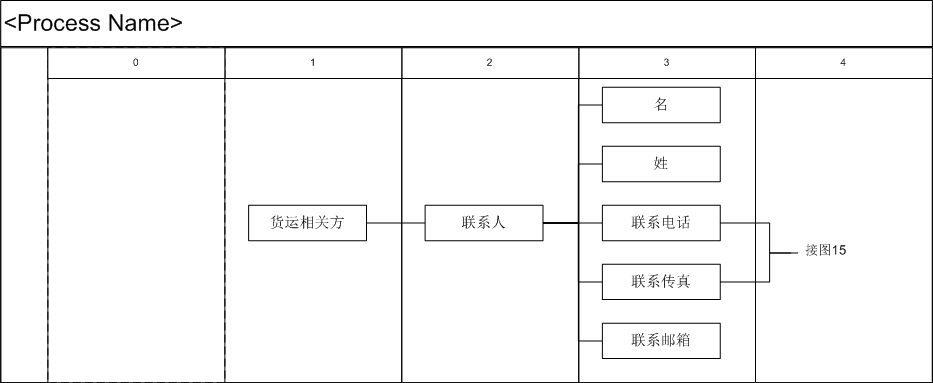 <Process Name>
0
1
2
3
4
名
姓
货运相关方
联系人
联系电话
接图15
联系传真
联系邮箱